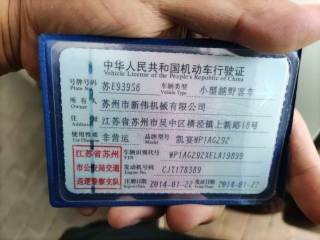 中华人民共和国机动车行驶证
Vehicle License of the People's Republic of China
号牌号码 苏E93956 车辆类型 小型越野客车
Plate No. Vehicle Type
所有人 苏州市新伟机械有限公司
Owner
住址 江苏省苏州市吴中区横泾镇上新路18号
Address
使用性质 非营运 品牌型号 凯宴WP1AG292
Model
江苏省苏州
市公安局交通
巡逻警察支队
车辆识别代号 WP1AG292XELA19899
VIN
发动机号码 CJT178389
Engine No.
注册日期 2014-01-22 发证日期 2014-01-22